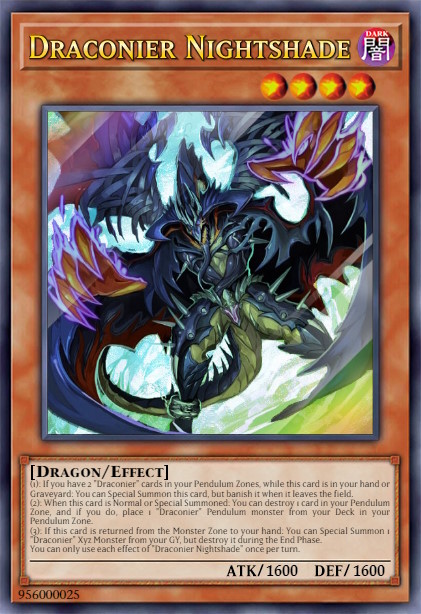 DRACONIER NIGHTSHADE
DARK
闇
[DRAGON/EFFECT]
(1): If you have 2 "Draconier" cards in your Pendulum Zones, while this card is in your hand or
Graveyard: You can Special Summon this card, but banish it when it leaves the field.
(2): When this card is Normal or Special Summoned: You can destroy 1 card in your Pendulum
Zone, and if you do, place 1 "Draconier" Pendulum monster from your Deck in your
Pendulum Zone.
(3): If this card is returned from the Monster Zone to your hand: You can Special Summon 1
"Draconier" Xyz Monster from your GY, but destroy it during the End Phase.
You can only use each effect of "Draconier Nightshade" once per turn.
ATK/1600 DEF/1600
956000025